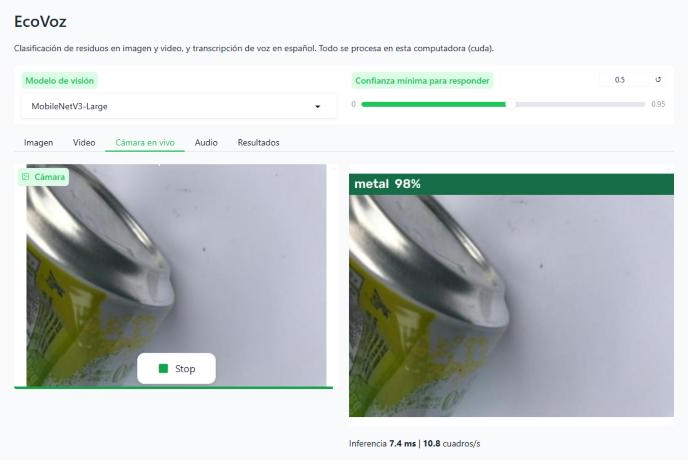 EcoVoz
Clasificación de residuos en imagen y video, y transcripción de voz en español. Todo se procesa en esta computadora (cuda).
Modelo de visión
MobileNetV3-Large
Confianza mínima para responder
0.5
0
0.95
Imagen Video Cámara en vivo Audio Resultados
Cámara
Stop
metal 98%
Inferencia 7.4 ms | 10.8 cuadros/s